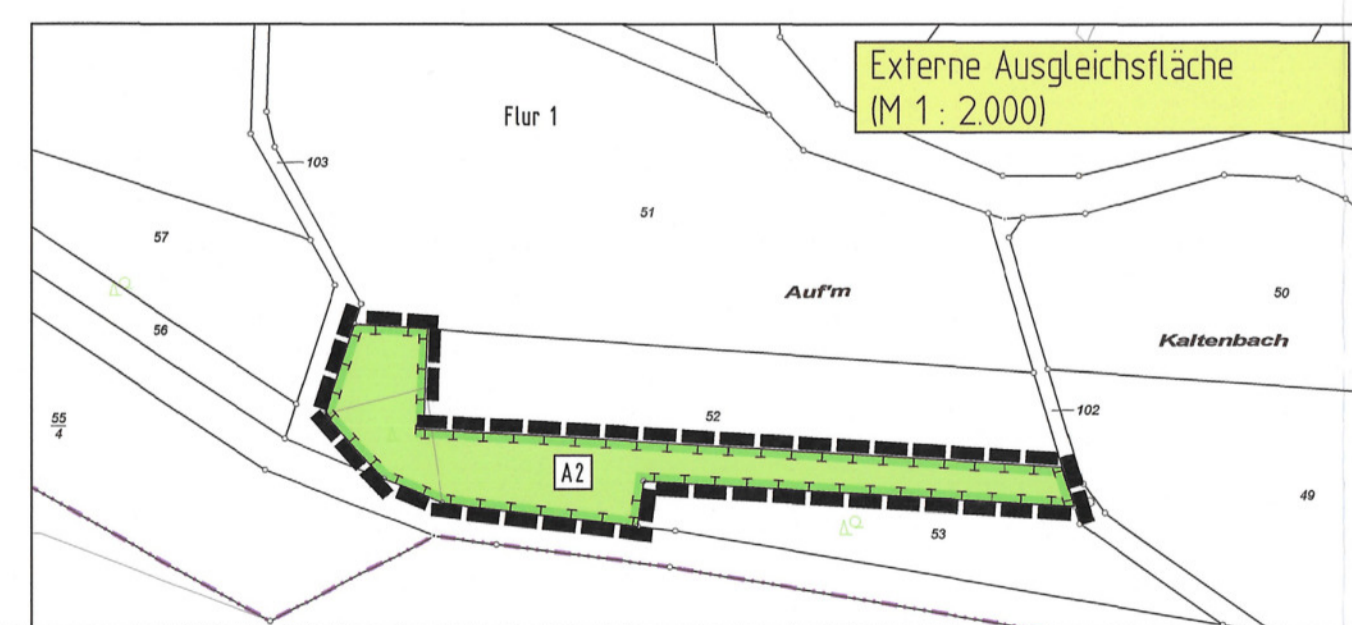 Externe Ausgleichsfläche
(M 1 : 2.000)
Flur 1
103
51
57
Auf'm
50
56
Kaltenbach
52
102
55
4
A2
49
53